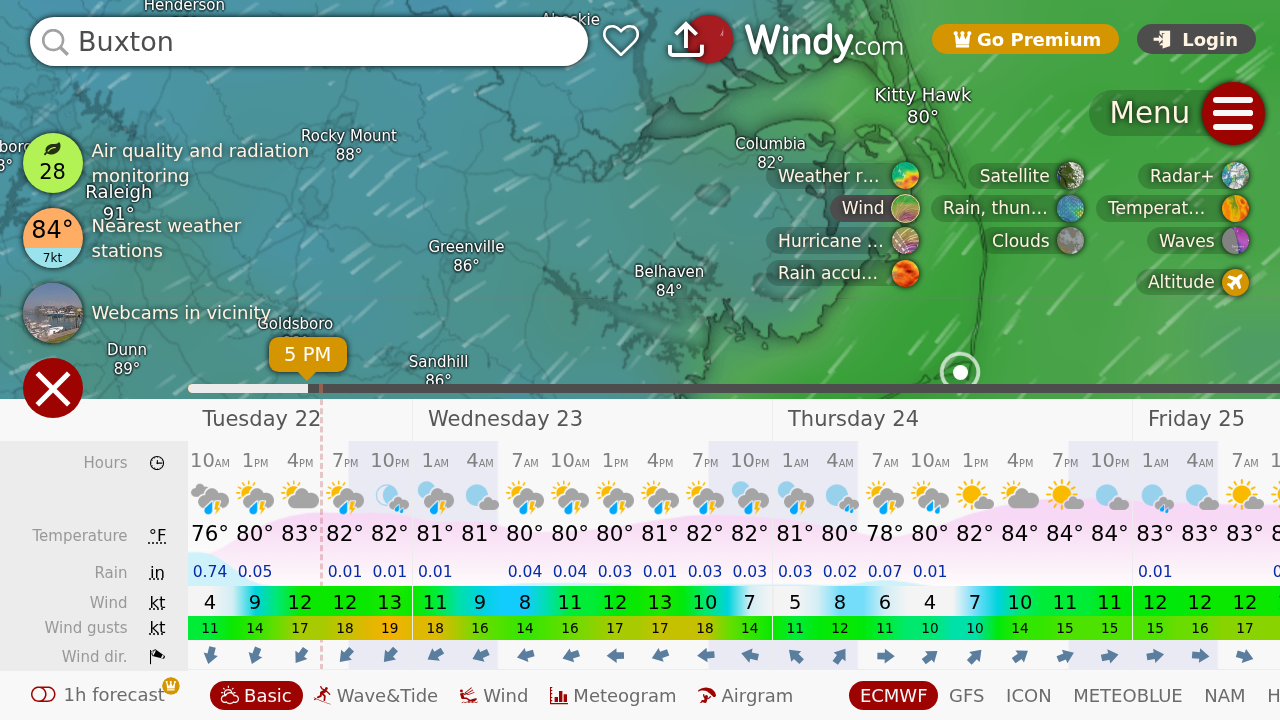 Henderson
Ahoskie
Buxton
Windy.com
Go Premium
Login
Kitty Hawk
80°
Menu
28
Air quality and radiation
monitoring
Rocky Mount
88°
Columbia
82°
Weather r...
Satellite
Radar+
Raleigh
91°
Wind
Rain, thun...
Temperat...
84°
7kt
Nearest weather
stations
Greenville
86°
Hurricane ...
Clouds
Waves
Belhaven
84°
Rain accu...
Altitude
Webcams in vicinity
Goldsboro
Dunn
89°
5 PM
Sandhill
86°
Tuesday 22
Wednesday 23
Thursday 24
Friday 25
Hours 10AM 1PM 4PM 7PM 10PM 1AM 4AM 7AM 10AM 1PM 4PM 7PM 10PM 1AM 4AM 7AM 10AM 1PM 4PM 7PM 10PM 1AM 4AM 7AM
Temperature °F 76° 80° 83° 82° 82° 81° 81° 80° 80° 80° 81° 82° 82° 81° 80° 78° 80° 82° 84° 84° 84° 83° 83° 83°
Rain in 0.74 0.05 0.01 0.01 0.01 0.04 0.04 0.03 0.01 0.03 0.03 0.03 0.02 0.07 0.01 0.01
Wind kt 4 9 12 12 13 11 9 8 11 12 13 10 7 5 8 6 4 7 10 11 11 12 12 12
Wind gusts kt 11 14 17 18 19 18 16 14 16 17 17 18 14 11 12 11 10 10 14 15 15 15 16 17
Wind dir.
1h forecast
Basic
Wave&Tide
Wind
Meteogram
Airgram
ECMWF
GFS
ICON
METEOBLUE
NAM